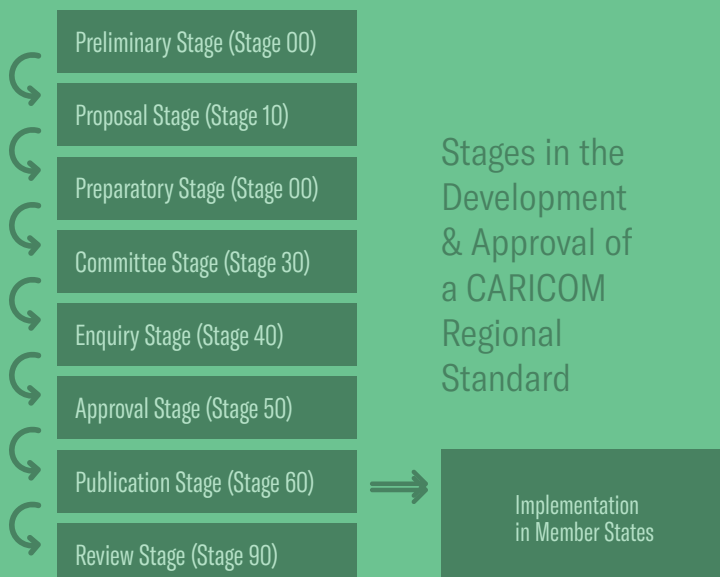 Preliminary Stage (Stage 00)
Proposal Stage (Stage 10)
Preparatory Stage (Stage 00)
Committee Stage (Stage 30)
Enquiry Stage (Stage 40)
Approval Stage (Stage 50)
Publication Stage (Stage 60)
Review Stage (Stage 90)
Stages in the
Development
& Approval of
a CARICOM
Regional
Standard
Implementation
in Member States